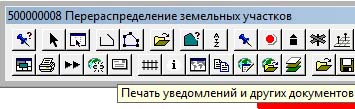 500000008 Перераспределение земельных участков
Печать уведомлений и других документов